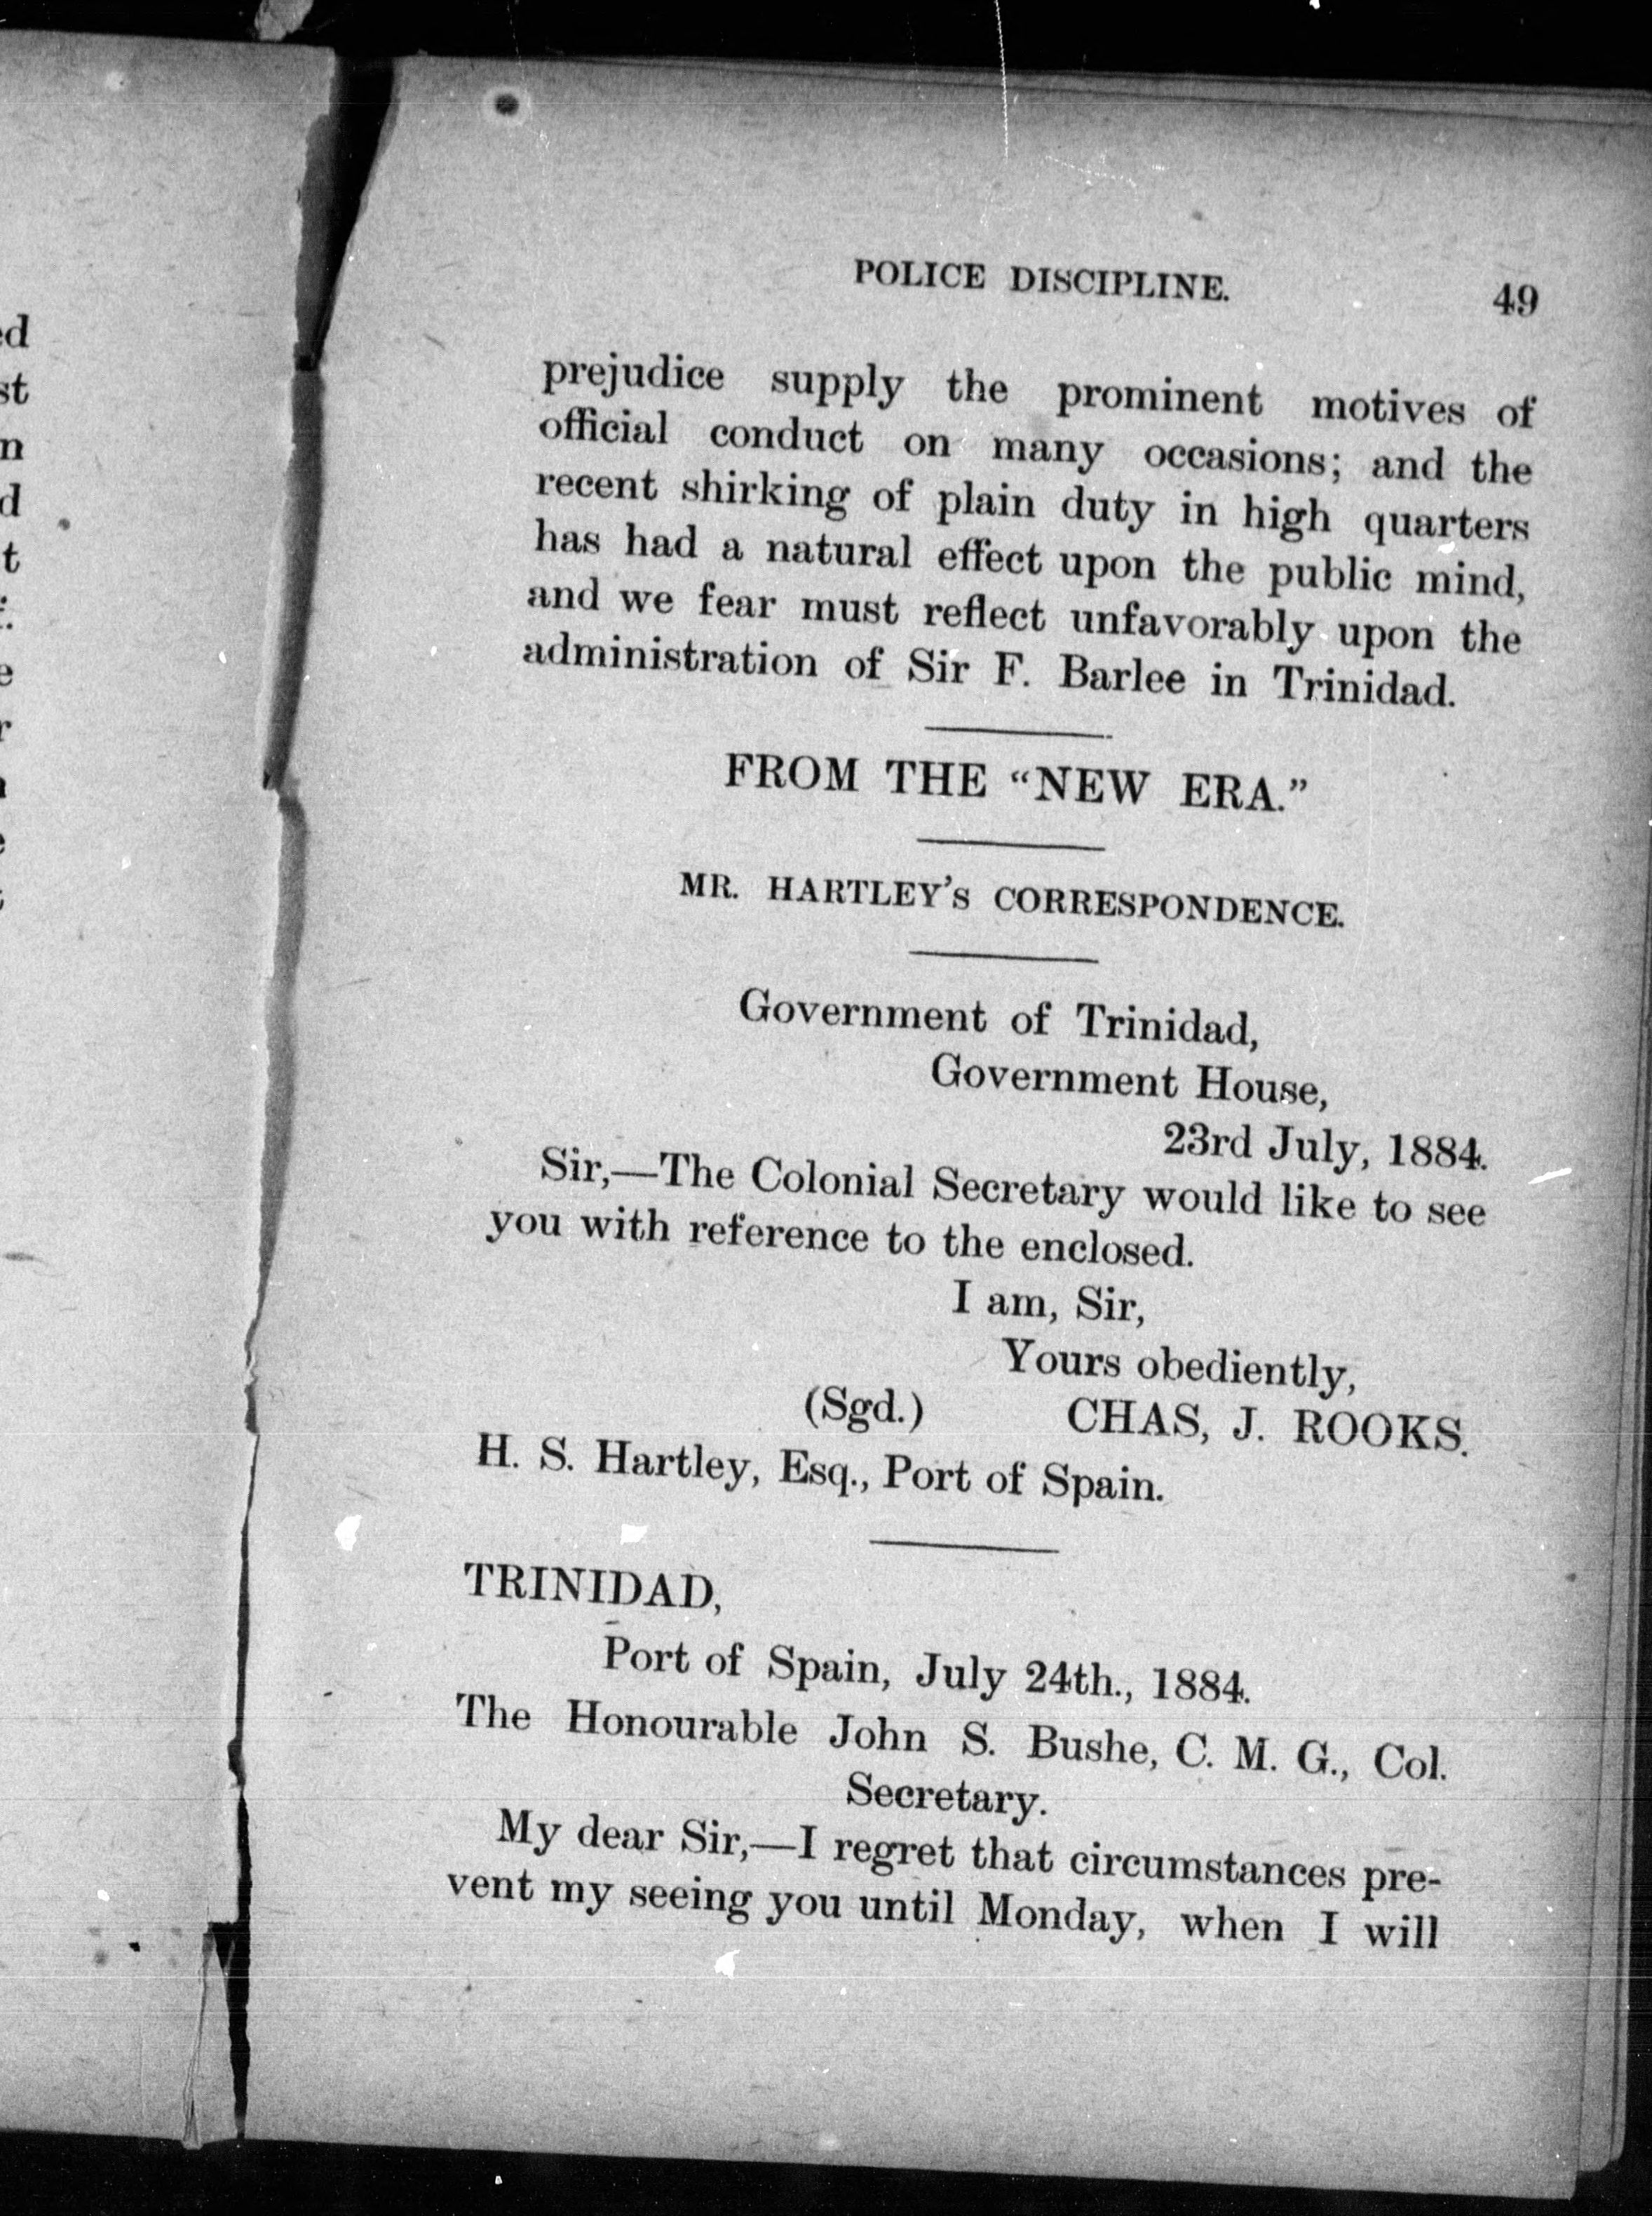 POLICE DISCIPLINE. 49
prejudice supply the prominent motives of
official conduct on many occasions; and the
recent shirking of plain duty in high quarters
has had a natural effect upon the public mind,
and we fear must reflect unfavorably upon the
administration of Sir F. Barlee in Trinidad.
FROM THE “NEW ERA.”
MR. HARTLEY’S CORRESPONDENCE.
Government of Trinidad,
Government House,
23rd July, 1884.
Sir,—The Colonial Secretary would like to see
you with reference to the enclosed.
I am, Sir,
Yours obediently,
(Sgd.) CHAS, J. ROOKS.
H. S. Hartley, Esq., Port of Spain.
TRINIDAD,
Port of Spain, July 24th., 1884.
The Honourable John S. Bushe, C. M. G., Col.
Secretary.
My dear Sir,—I regret that circumstances pre-
vent my seeing you until Monday, when I will